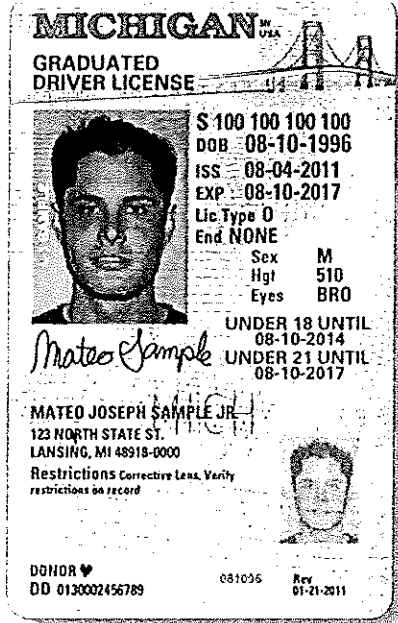 MICHIGAN
GRADUATED
DRIVER LICENSE
S 100 100 100 100
DOB 08-10-1996
ISS 08-04-2011
EXP 08-10-2017
Lic Type O
End NONE
Sex M
Hgt 510
Eyes BRO
UNDER 18 UNTIL
08-10-2014
UNDER 21 UNTIL
08-10-2017
Mateo Sample
MATEO JOSEPH SAMPLE JR
123 NORTH STATE ST.
LANSING, MI 48918-0000
Restrictions Corrective Lens, Verify
restrictions on record
DONOR
DD 0130002456789
081096
Rev
01-21-2011